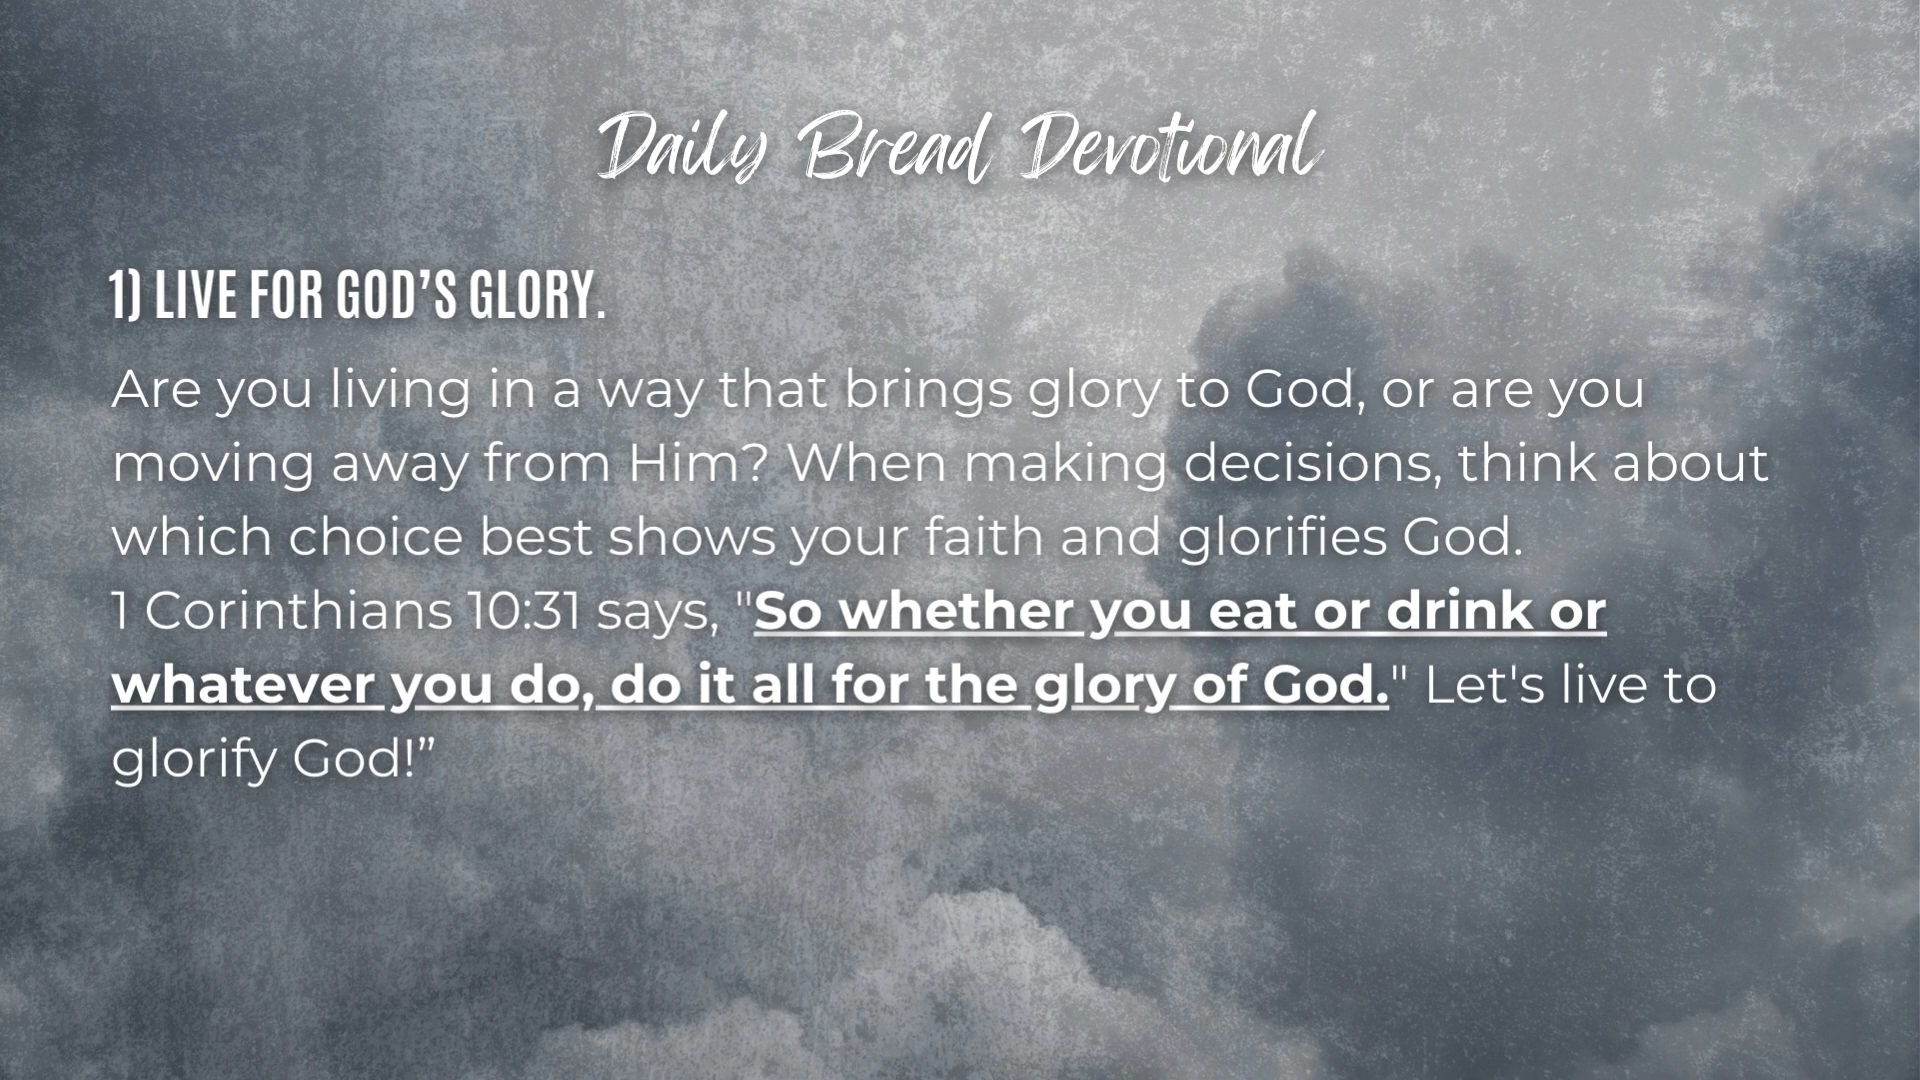 Daily Bread Devotional
1) LIVE FOR GOD’S GLORY.
Are you living in a way that brings glory to God, or are you
moving away from Him? When making decisions, think about
which choice best shows your faith and glorifies God.
1 Corinthians 10:31 says, "So whether you eat or drink or
whatever you do, do it all for the glory of God." Let's live to
glorify God!”